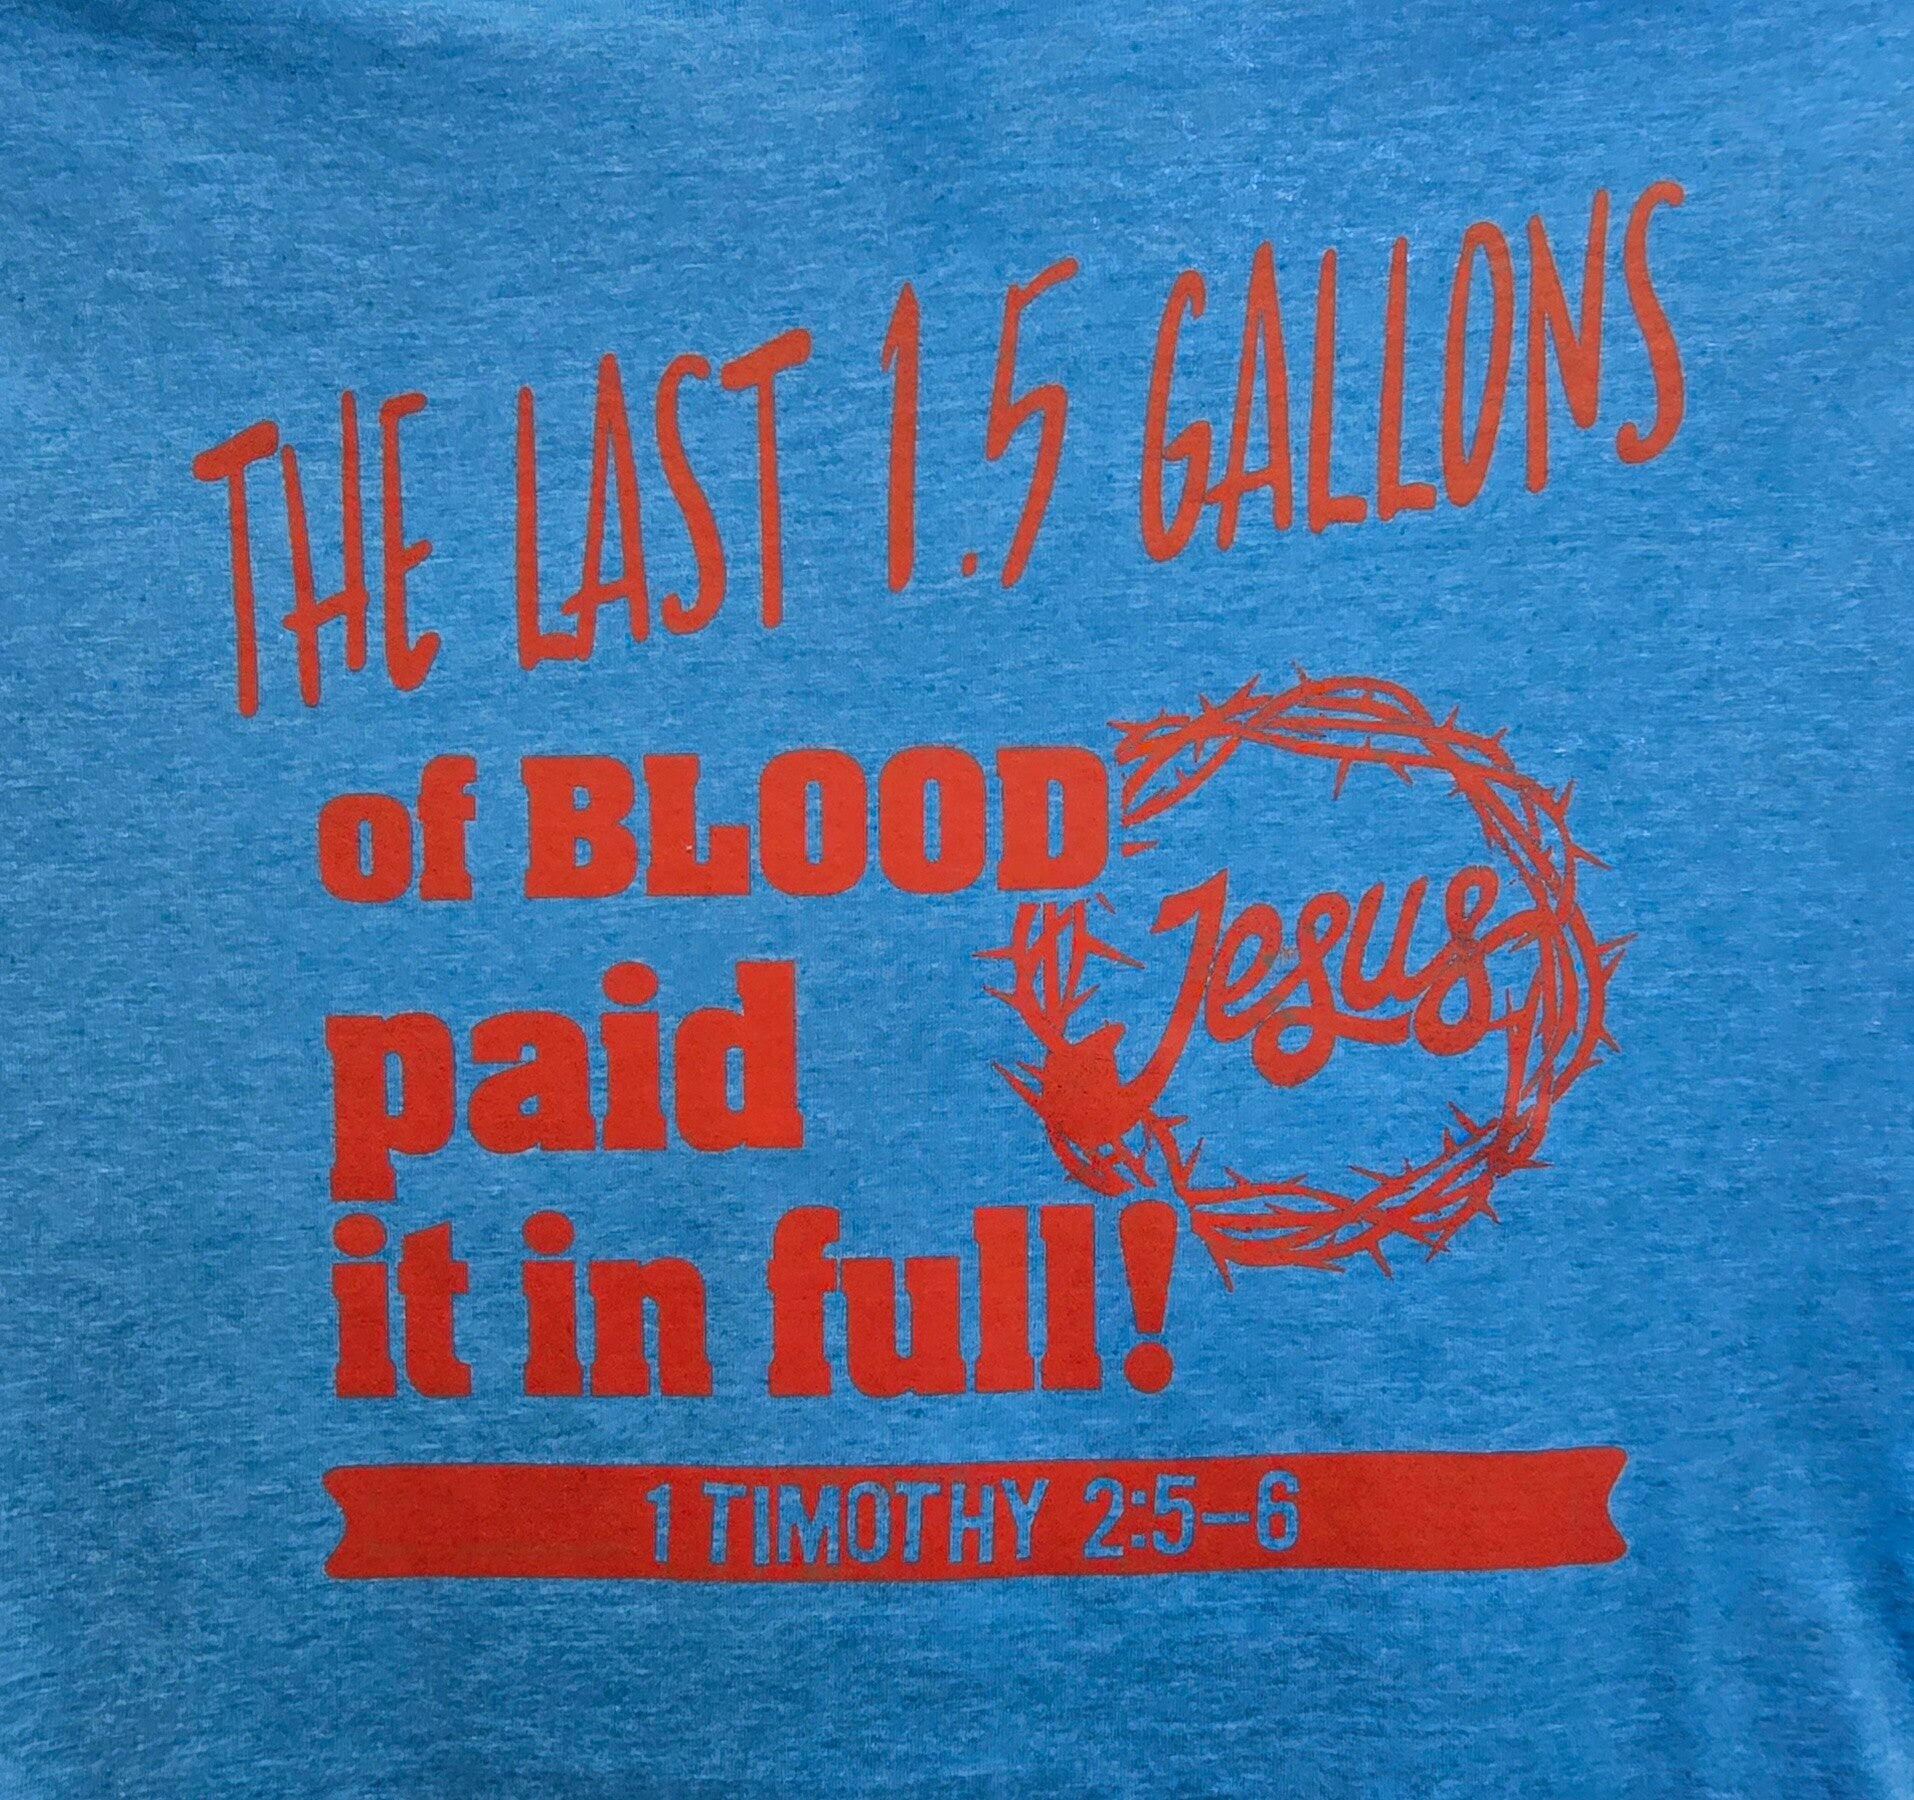 THE LAST 1.5 GALLONS
of BLOOD
Jesus
paid
it in full!
1 TIMOTHY 2:5–6